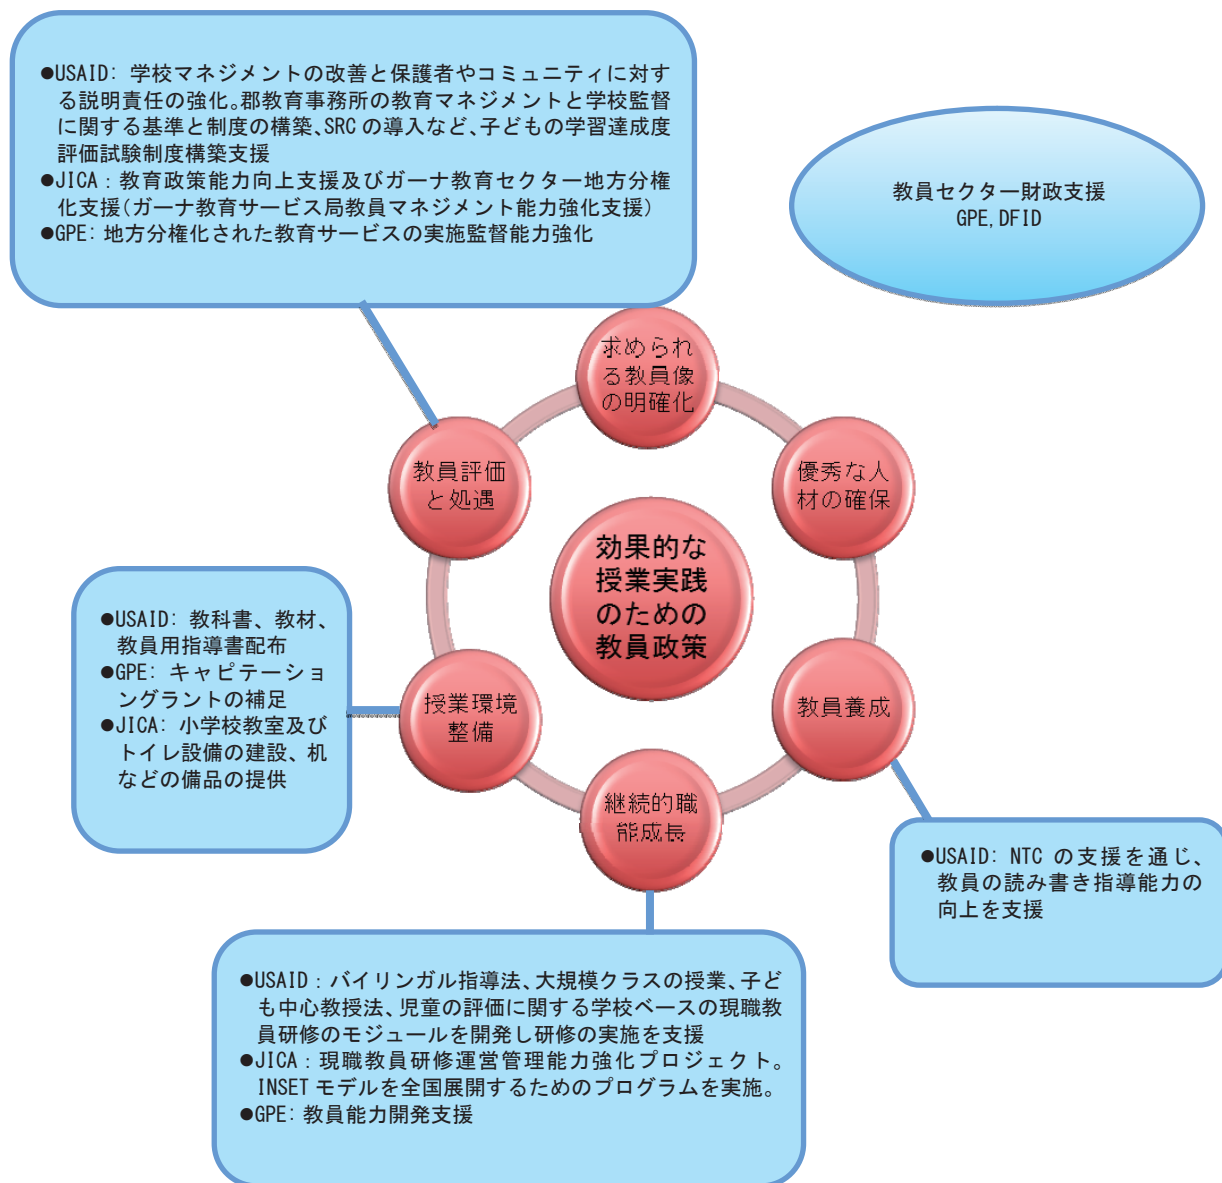 ●USAID: 学校マネジメントの改善と保護者やコミュニティに対す
る説明責任の強化。郡教育事務所の教育マネジメントと学校監督
に関する基準と制度の構築、SRC の導入など、子どもの学習達成度
評価試験制度構築支援
●JICA：教育政策能力向上支援及びガーナ教育セクター地方分権
化支援(ガーナ教育サービス局教員マネジメント能力強化支援)
●GPE: 地方分権化された教育サービスの実施監督能力強化
教員セクター財政支援
GPE, DFID
求められ
る教員像
の明確化
教員評価
と処遇
優秀な人
材の確保
効果的な
授業実践
のための
教員政策
●USAID: 教科書、教材、
教員用指導書配布
●GPE: キャピテーショ
ングラントの補足
●JICA: 小学校教室及び
トイレ設備の建設、机
などの備品の提供
授業環境
整備
教員養成
継続的職
能成長
●USAID: NTC の支援を通じ、
教員の読み書き指導能力の
向上を支援
●USAID：バイリンガル指導法、大規模クラスの授業、子ど
も中心教授法、児童の評価に関する学校ベースの現職教
員研修のモジュールを開発し研修の実施を支援
●JICA：現職教員研修運営管理能力強化プロジェクト。
INSET モデルを全国展開するためのプログラムを実施。
●GPE: 教員能力開発支援